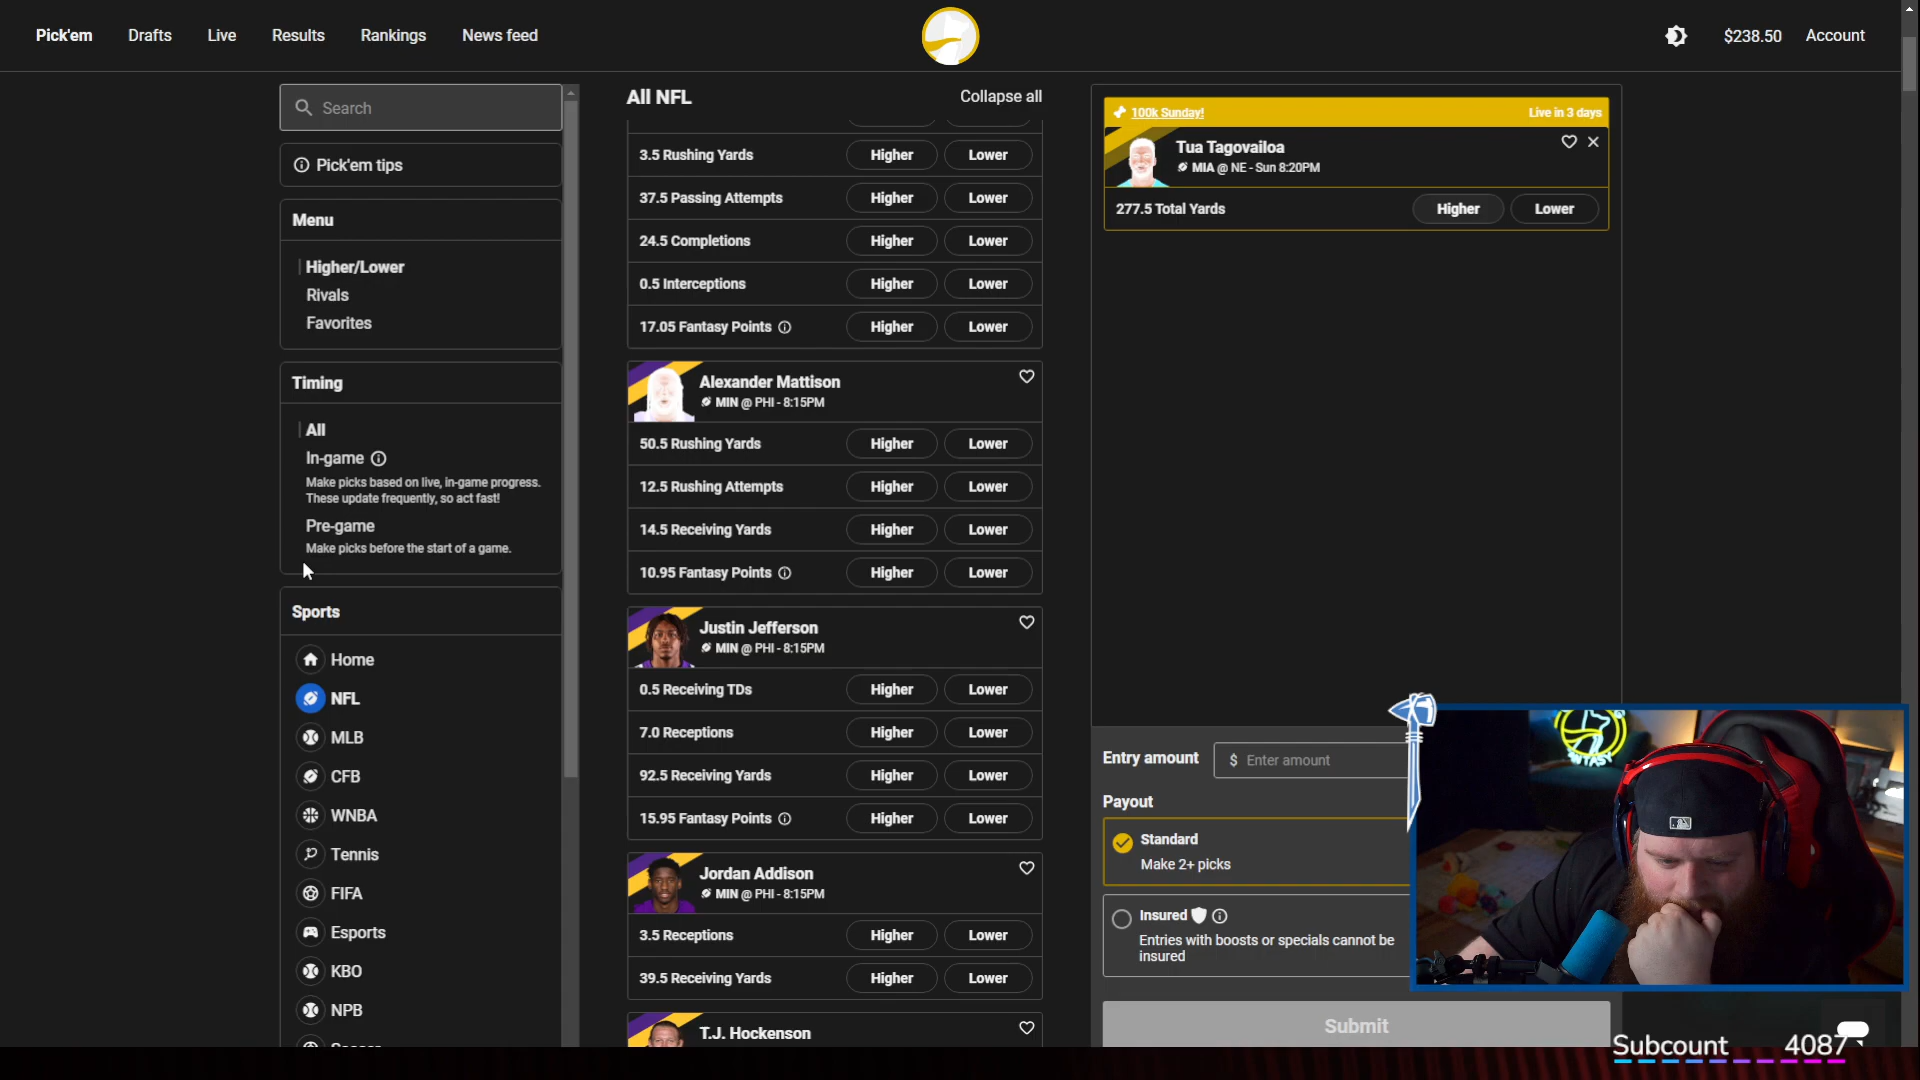 Pick'em
Drafts
Live
Results
Rankings
News feed
$238.50
Account
Search
Pick'em tips
Menu
Higher/Lower
Rivals
Favorites
Timing
All
In-game
Make picks based on live, in-game progress.
These update frequently, so act fast!
Pre-game
Make picks before the start of a game.
Sports
Home
NFL
MLB
CFB
WNBA
Tennis
FIFA
Esports
KBO
NPB
All NFL
Collapse all
3.5 Rushing Yards Higher Lower
37.5 Passing Attempts Higher Lower
24.5 Completions Higher Lower
0.5 Interceptions Higher Lower
17.05 Fantasy Points Higher Lower
Alexander Mattison
MIN @ PHI - 8:15PM
50.5 Rushing Yards Higher Lower
12.5 Rushing Attempts Higher Lower
14.5 Receiving Yards Higher Lower
10.95 Fantasy Points Higher Lower
Justin Jefferson
MIN @ PHI - 8:15PM
0.5 Receiving TDs Higher Lower
7.0 Receptions Higher Lower
92.5 Receiving Yards Higher Lower
15.95 Fantasy Points Higher Lower
Jordan Addison
MIN @ PHI - 8:15PM
3.5 Receptions Higher Lower
39.5 Receiving Yards Higher Lower
T.J. Hockenson
100k Sunday! Live in 3 days
Tua Tagovailoa
MIA @ NE - Sun 8:20PM
277.5 Total Yards Higher Lower
Entry amount $ Enter amount
Payout
Standard
Make 2+ picks
Insured
Entries with boosts or specials cannot be
insured
Submit
Subcount 4087